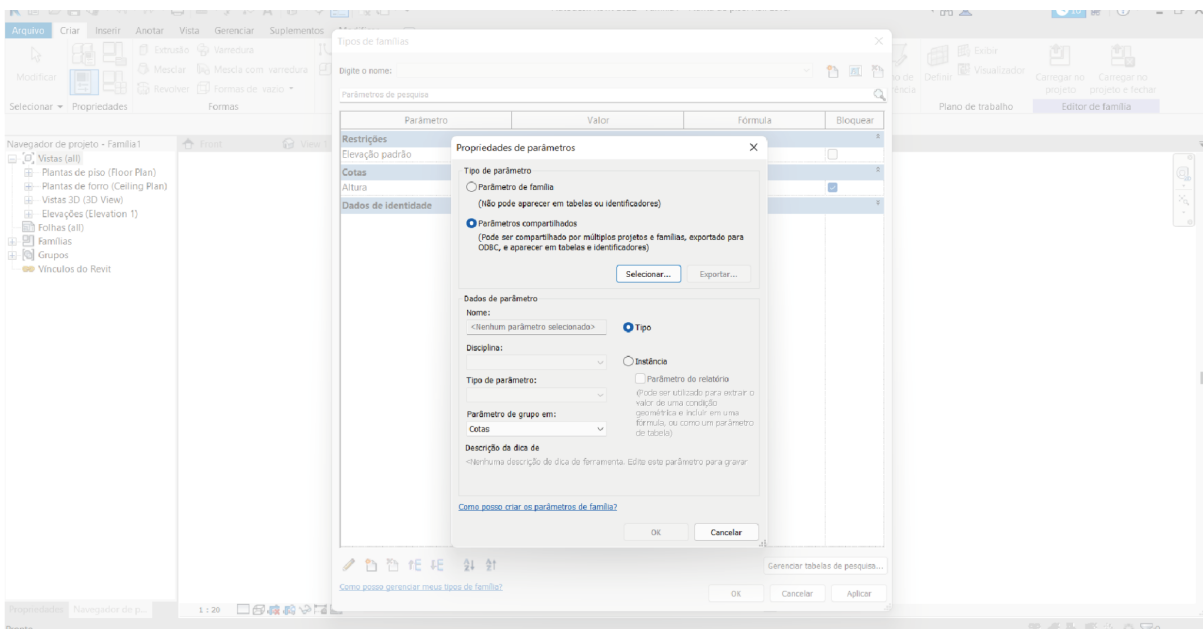 Arquivo Criar Inserir Anotar Vista Gerenciar Suplementos
Modificar
Extrusão Varredura
Mesclar Mescla com varredura
Revolver Formas de vazio
Selecionar Propriedades Formas
Definir
Exibir
Visualizador
Carregar no projeto
Carregar no projeto e fechar
Plano de trabalho Editor de família
Navegador de projeto - Família1
Front
View 1
Vistas (all)
Plantas de piso (Floor Plan)
Plantas de forro (Ceiling Plan)
Vistas 3D (3D View)
Elevações (Elevation 1)
Folhas (all)
Famílias
Grupos
Vínculos do Revit
Tipos de famílias
Digite o nome:
Parâmetros de pesquisa
Parâmetro Valor Fórmula Bloquear
Restrições
Elevação padrão
Cotas
Altura
Dados de identidade
Propriedades de parâmetros
Tipo de parâmetro
Parâmetro de família
(Não pode aparecer em tabelas ou identificadores)
Parâmetros compartilhados
(Pode ser compartilhado por múltiplos projetos e famílias, exportado para
ODBC, e aparecer em tabelas e identificadores)
Selecionar... Exportar...
Dados de parâmetro
Nome:
<Nenhum parâmetro selecionado>
Tipo
Disciplina:
Instância
Tipo de parâmetro:
Parâmetro do relatório
(Pode ser utilizado para extrair o
valor de uma condição
geométrica e incluir em uma
fórmula, ou como um parâmetro
de tabela)
Parâmetro de grupo em:
Cotas
Descrição da dica de
<Nenhuma descrição de dica de ferramenta. Edite este parâmetro para gravar
Como posso criar os parâmetros de família?
OK Cancelar
Gerenciar tabelas de pesquisa...
Como posso gerenciar meus tipos de família?
OK Cancelar Aplicar
Propriedades Navegador de p...
1 : 20
Pronto